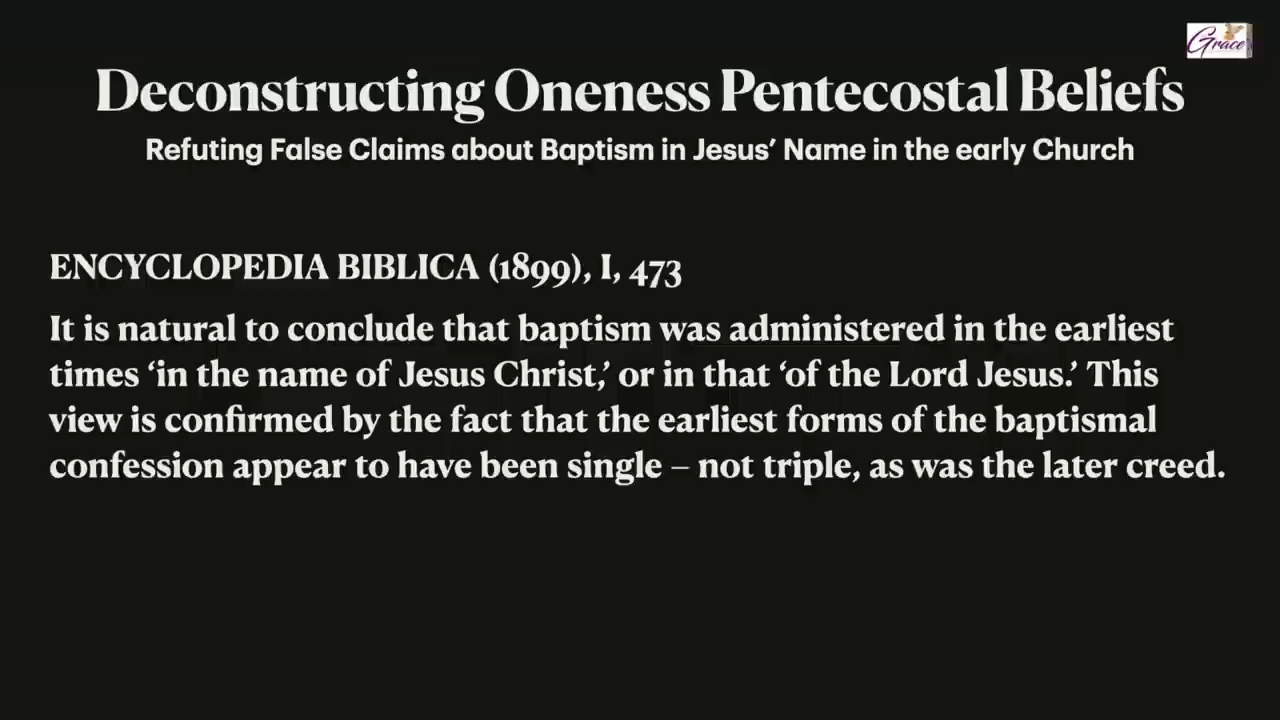 Grace
Deconstructing Oneness Pentecostal Beliefs
Refuting False Claims about Baptism in Jesus’ Name in the early Church
ENCYCLOPEDIA BIBLICA (1899), I, 473
It is natural to conclude that baptism was administered in the earliest
times ‘in the name of Jesus Christ,’ or in that ‘of the Lord Jesus.’ This
view is confirmed by the fact that the earliest forms of the baptismal
confession appear to have been single – not triple, as was the later creed.